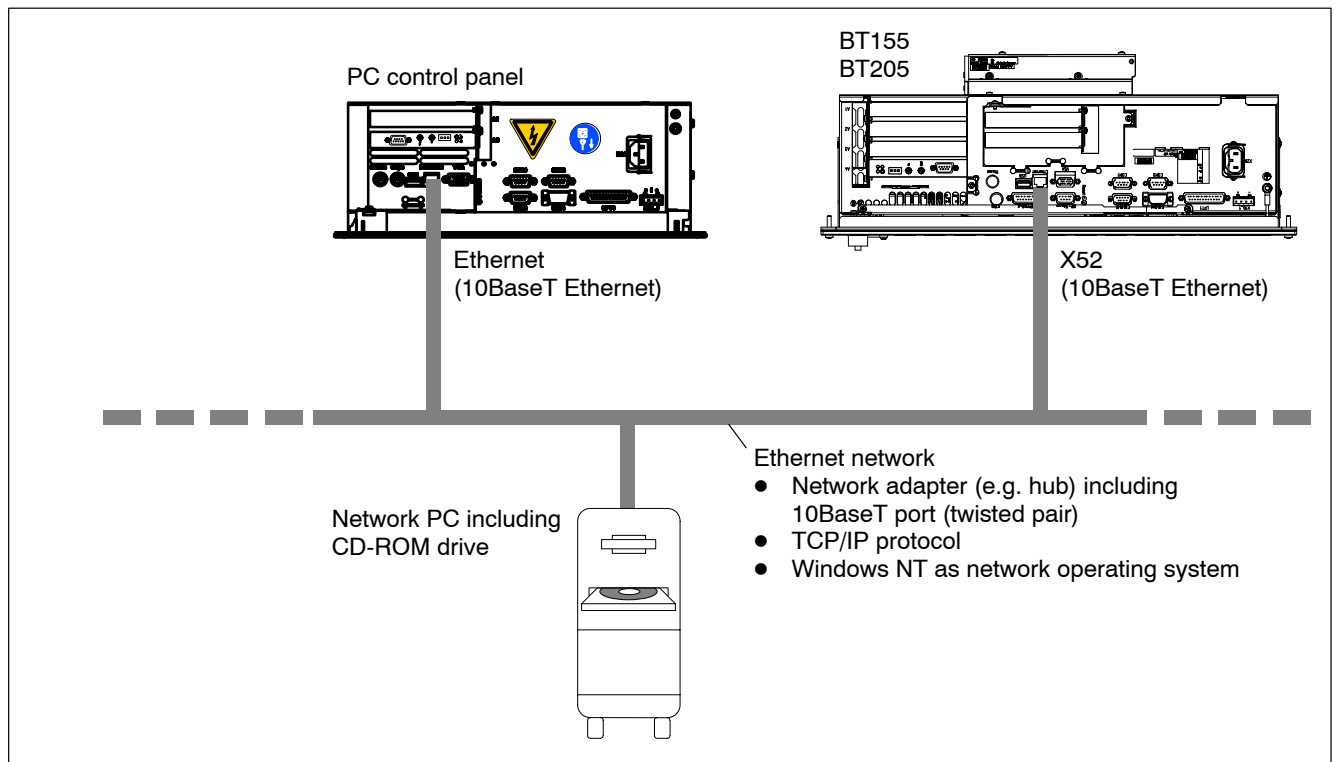 BT155
BT205
PC control panel
Ethernet
(10BaseT Ethernet)
X52
(10BaseT Ethernet)
Ethernet network
● Network adapter (e.g. hub) including
10BaseT port (twisted pair)
● TCP/IP protocol
● Windows NT as network operating system
Network PC including
CD-ROM drive